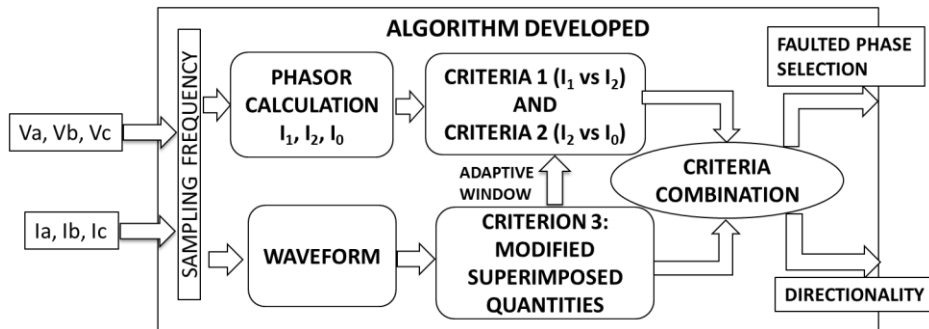 ALGORITHM DEVELOPED
Va, Vb, Vc
Ia, Ib, Ic
SAMPLING FREQUENCY
PHASOR
CALCULATION
I₁, I₂, I₀
CRITERIA 1 (I₁ vs I₂)
AND
CRITERIA 2 (I₂ vs I₀)
ADAPTIVE
WINDOW
WAVEFORM
CRITERION 3:
MODIFIED
SUPERIMPOSED
QUANTITIES
CRITERIA
COMBINATION
FAULTED PHASE
SELECTION
DIRECTIONALITY